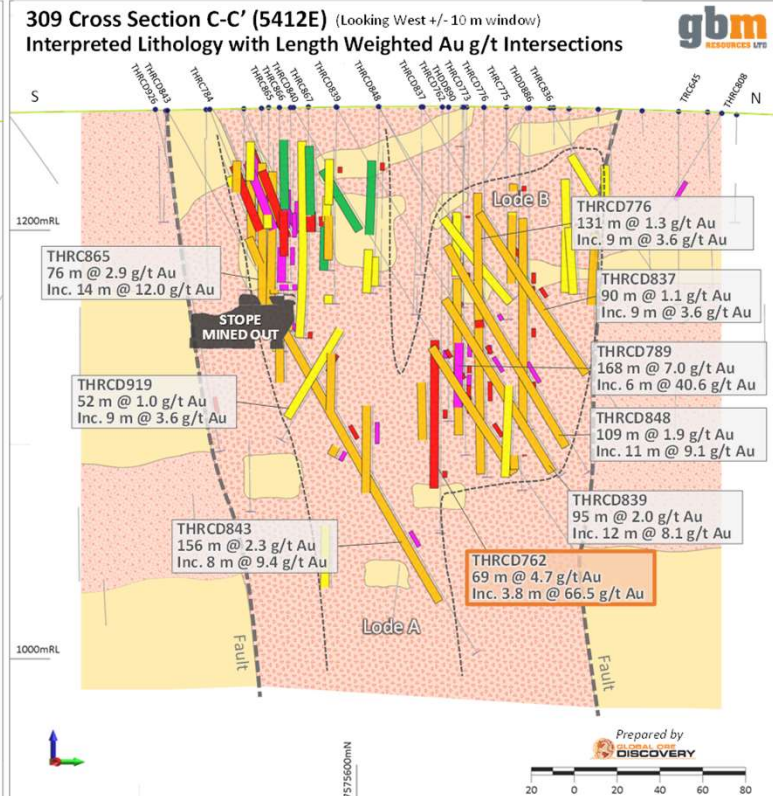 309 Cross Section C-C’ (5412E) (Looking West +/- 10 m window)
Interpreted Lithology with Length Weighted Au g/t Intersections
gbm
RESOURCES LTD
S
THRCD926
THRCD843
THRC784
THRC865
THRC866
THRCD840
THRC867
THRCD839
THRCD848
THRCD837
THRCD762
THDD890
THRCD773
THRCD776
THRC775
THDD886
THRC836
TRC645
THRC808
N
1200mRL
Lode B
THRCD776
131 m @ 1.3 g/t Au
Inc. 9 m @ 3.6 g/t Au
THRC865
76 m @ 2.9 g/t Au
Inc. 14 m @ 12.0 g/t Au
THRCD837
90 m @ 1.1 g/t Au
Inc. 9 m @ 3.6 g/t Au
STOPE
MINED OUT
THRCD789
168 m @ 7.0 g/t Au
Inc. 6 m @ 40.6 g/t Au
THRCD919
52 m @ 1.0 g/t Au
Inc. 9 m @ 3.6 g/t Au
THRCD848
109 m @ 1.9 g/t Au
Inc. 11 m @ 9.1 g/t Au
THRCD839
95 m @ 2.0 g/t Au
Inc. 12 m @ 8.1 g/t Au
THRCD843
156 m @ 2.3 g/t Au
Inc. 8 m @ 9.4 g/t Au
THRCD762
69 m @ 4.7 g/t Au
Inc. 3.8 m @ 66.5 g/t Au
Lode A
1000mRL
Fault
Fault
7575600mN
Prepared by
GLOBAL ORE
DISCOVERY
20 0 20 40 60 80